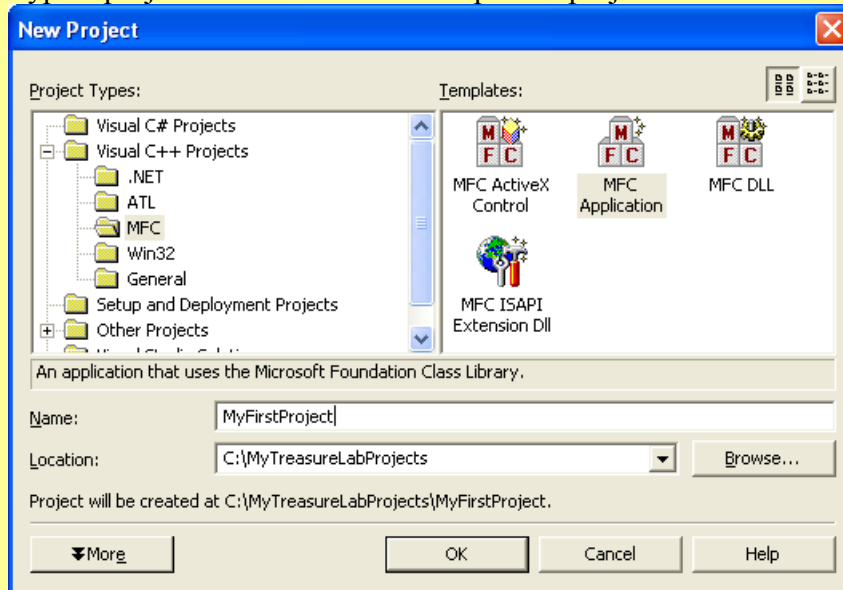 New Project
Project Types:
Templates:
Visual C# Projects
Visual C++ Projects
.NET
ATL
MFC
Win32
General
Setup and Deployment Projects
Other Projects
MFC ActiveX
Control
MFC
Application
MFC DLL
MFC ISAPI
Extension Dll
An application that uses the Microsoft Foundation Class Library.
Name:
MyFirstProject
Location:
C:\MyTreasureLabProjects
Browse...
Project will be created at C:\MyTreasureLabProjects\MyFirstProject.
More
OK
Cancel
Help